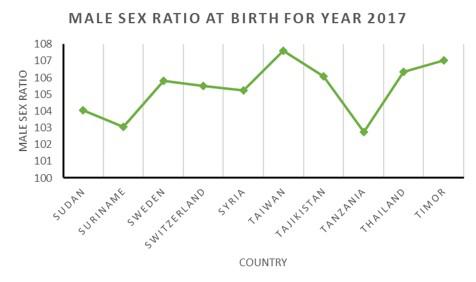 MALE SEX RATIO AT BIRTH FOR YEAR 2017
MALE SEX RATIO
108
107
106
105
104
103
102
101
100
SUDAN
SURINAME
SWEDEN
SWITZERLAND
SYRIA
TAIWAN
TAJIKISTAN
TANZANIA
THAILAND
TIMOR
COUNTRY